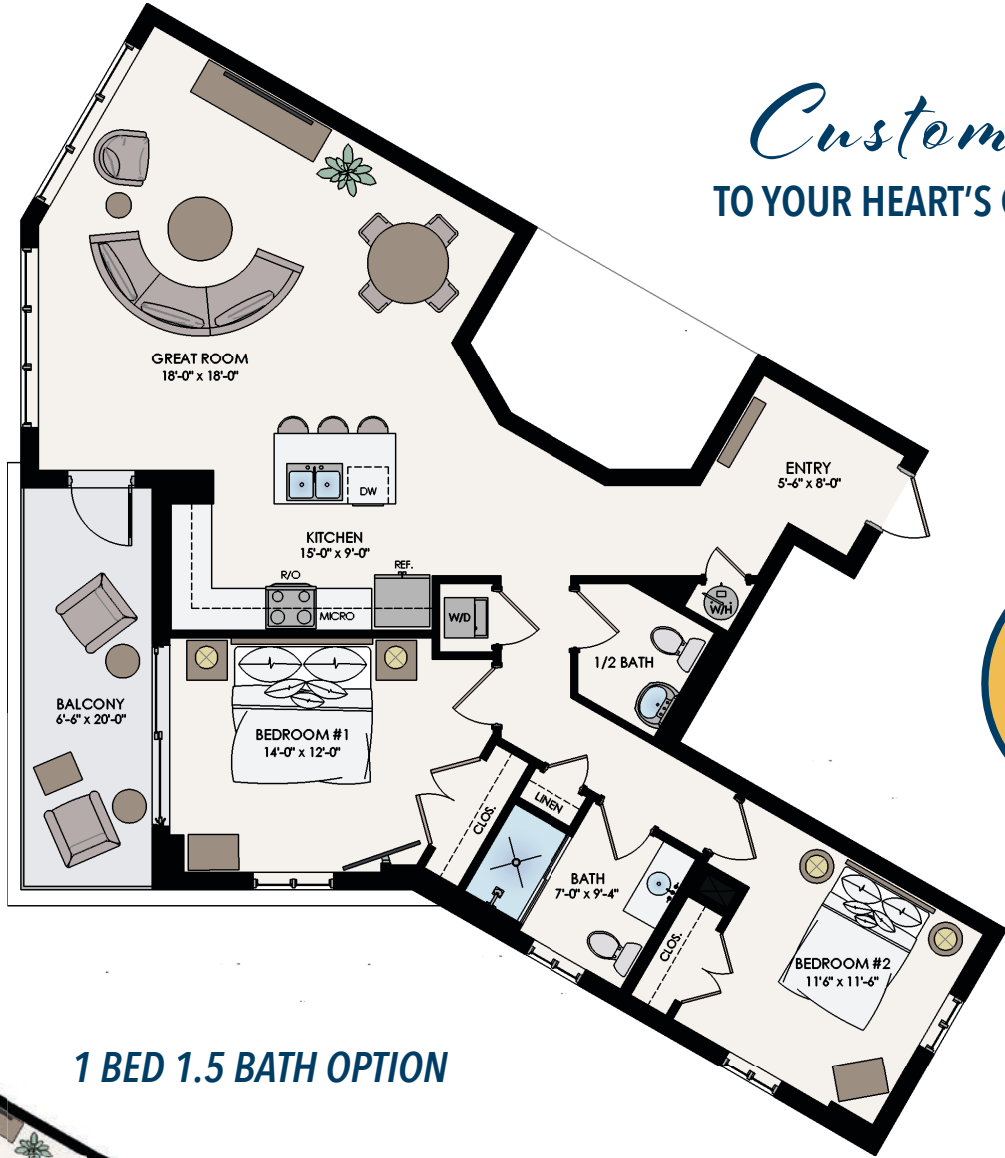 Custom
TO YOUR HEART'S
GREAT ROOM
18'-0" x 18'-0"
ENTRY
5'-6" x 8'-0"
DW
KITCHEN
15'-0" x 9'-0"
R/O
REF.
MICRO
W/D
W/H
1/2 BATH
BALCONY
6'-6" x 20'-0"
BEDROOM #1
14'-0" x 12'-0"
CLOS.
LINEN
BATH
7'-0" x 9'-4"
CLOS.
BEDROOM #2
11'6" x 11'-6"
1 BED 1.5 BATH OPTION